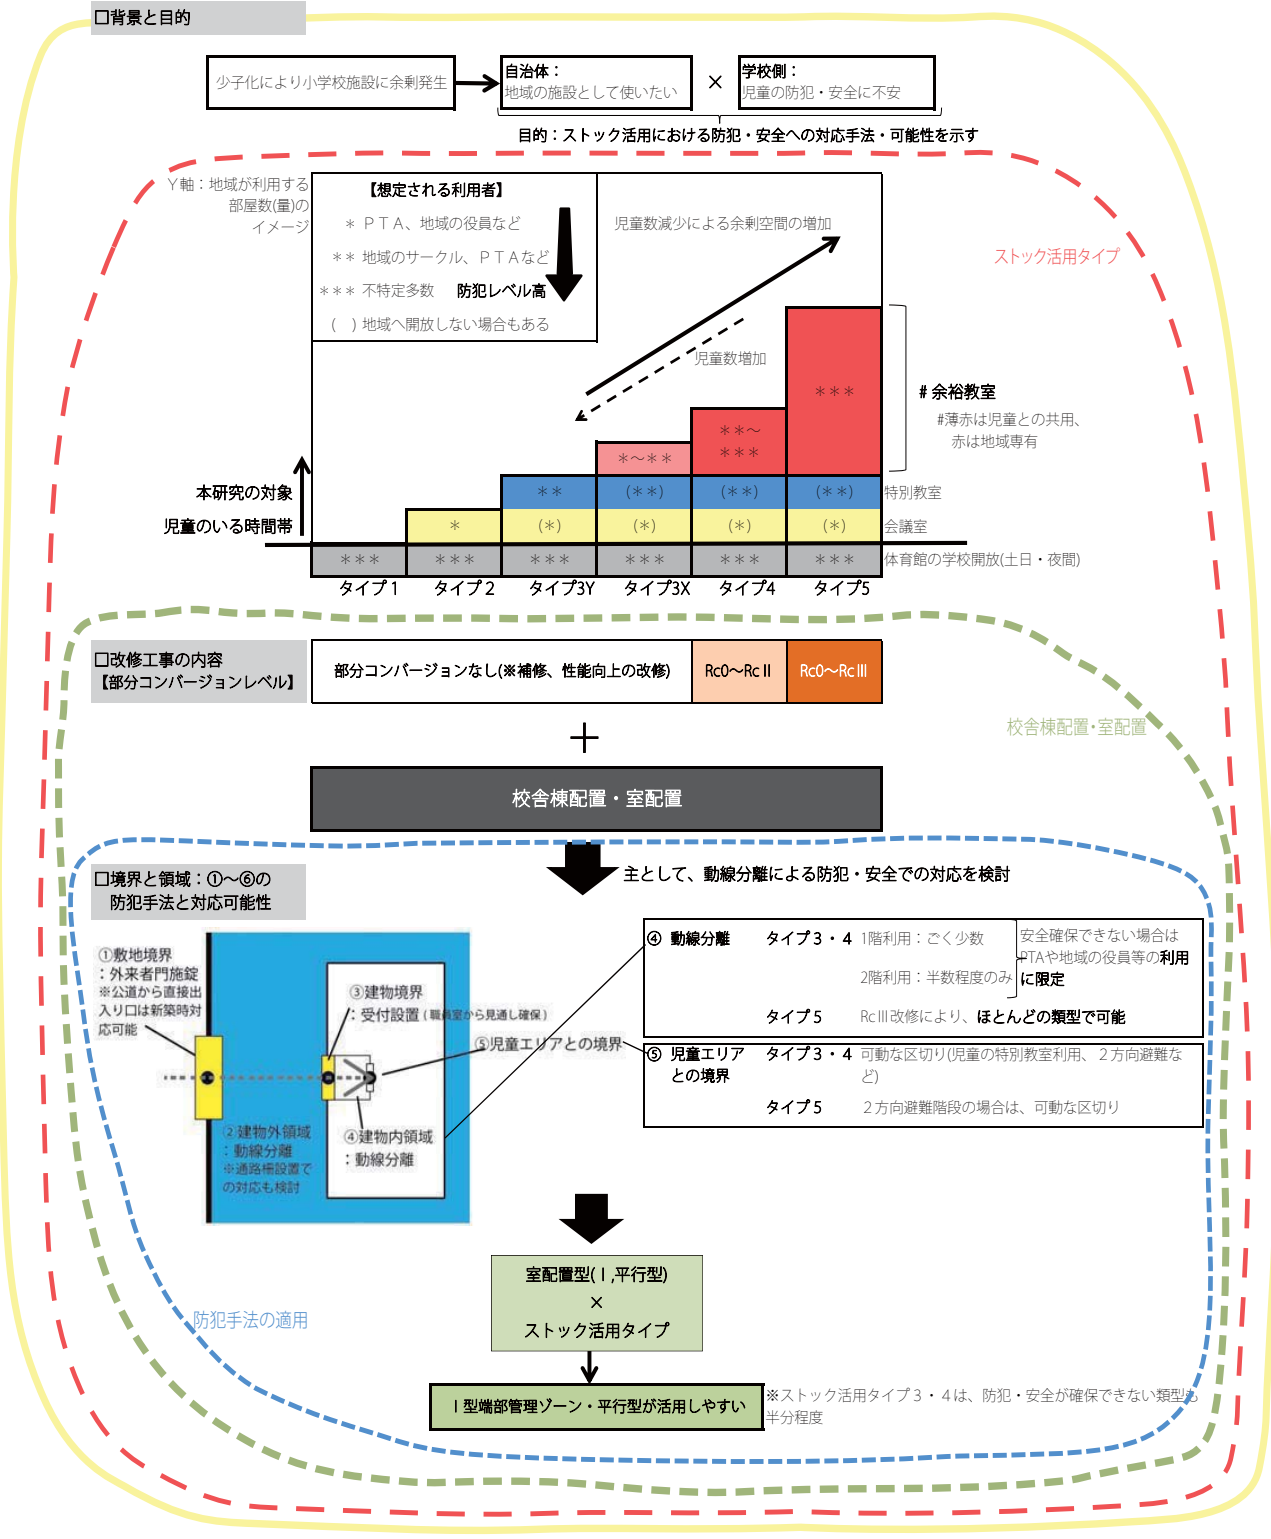 □背景と目的
少子化により小学校施設に余剰発生
自治体：
地域の施設として使いたい
×
学校側：
児童の防犯・安全に不安
目的：ストック活用における防犯・安全への対応手法・可能性を示す
Ｙ軸：地域が利用する
部屋数(量)の
イメージ
【想定される利用者】
＊ ＰＴＡ、地域の役員など
＊＊ 地域のサークル、ＰＴＡなど
＊＊＊ 不特定多数　防犯レベル高
(　) 地域へ開放しない場合もある
児童数減少による余剰空間の増加
児童数増加
ストック活用タイプ
＊＊＊
# 余裕教室
#薄赤は児童との共用、
赤は地域専有
＊＊～
＊＊＊
＊～＊＊
本研究の対象
児童のいる時間帯
＊＊ (＊＊) (＊＊) (＊＊) 特別教室
＊ (＊) (＊) (＊) (＊) 会議室
＊＊＊ ＊＊＊ ＊＊＊ ＊＊＊ ＊＊＊ ＊＊＊ 体育館の学校開放(土日・夜間)
タイプ１ タイプ２ タイプ3Y タイプ3X タイプ4 タイプ5
□改修工事の内容
【部分コンバージョンレベル】
部分コンバージョンなし(※補修、性能向上の改修)
Rc0～RcⅡ
Rc0～RcⅢ
＋
校舎棟配置・室配置
校舎棟配置・室配置
主として、動線分離による防犯・安全での対応を検討
□境界と領域：①～⑥の
防犯手法と対応可能性
①敷地境界
：外来者門施錠
※公道から直接出
入り口は新築時対
応可能
③建物境界
：受付設置 ( 職員室から見通し確保 )
⑤児童エリアとの境界
②建物外領域
：動線分離
※通路柵設置で
の対応も検討
④建物内領域
：動線分離
④ 動線分離 タイプ３・４ 1階利用：ごく少数
2階利用：半数程度のみ
安全確保できない場合は
PTAや地域の役員等の利用
に限定
タイプ５ RcⅢ改修により、ほとんどの類型で可能
⑤ 児童エリア
との境界
タイプ３・４ 可動な区切り(児童の特別教室利用、２方向避難な
ど)
タイプ５ ２方向避難階段の場合は、可動な区切り
防犯手法の適用
室配置型(Ⅰ,平行型)
×
ストック活用タイプ
Ⅰ型端部管理ゾーン・平行型が活用しやすい
※ストック活用タイプ３・４は、防犯・安全が確保できない類型も
半分程度